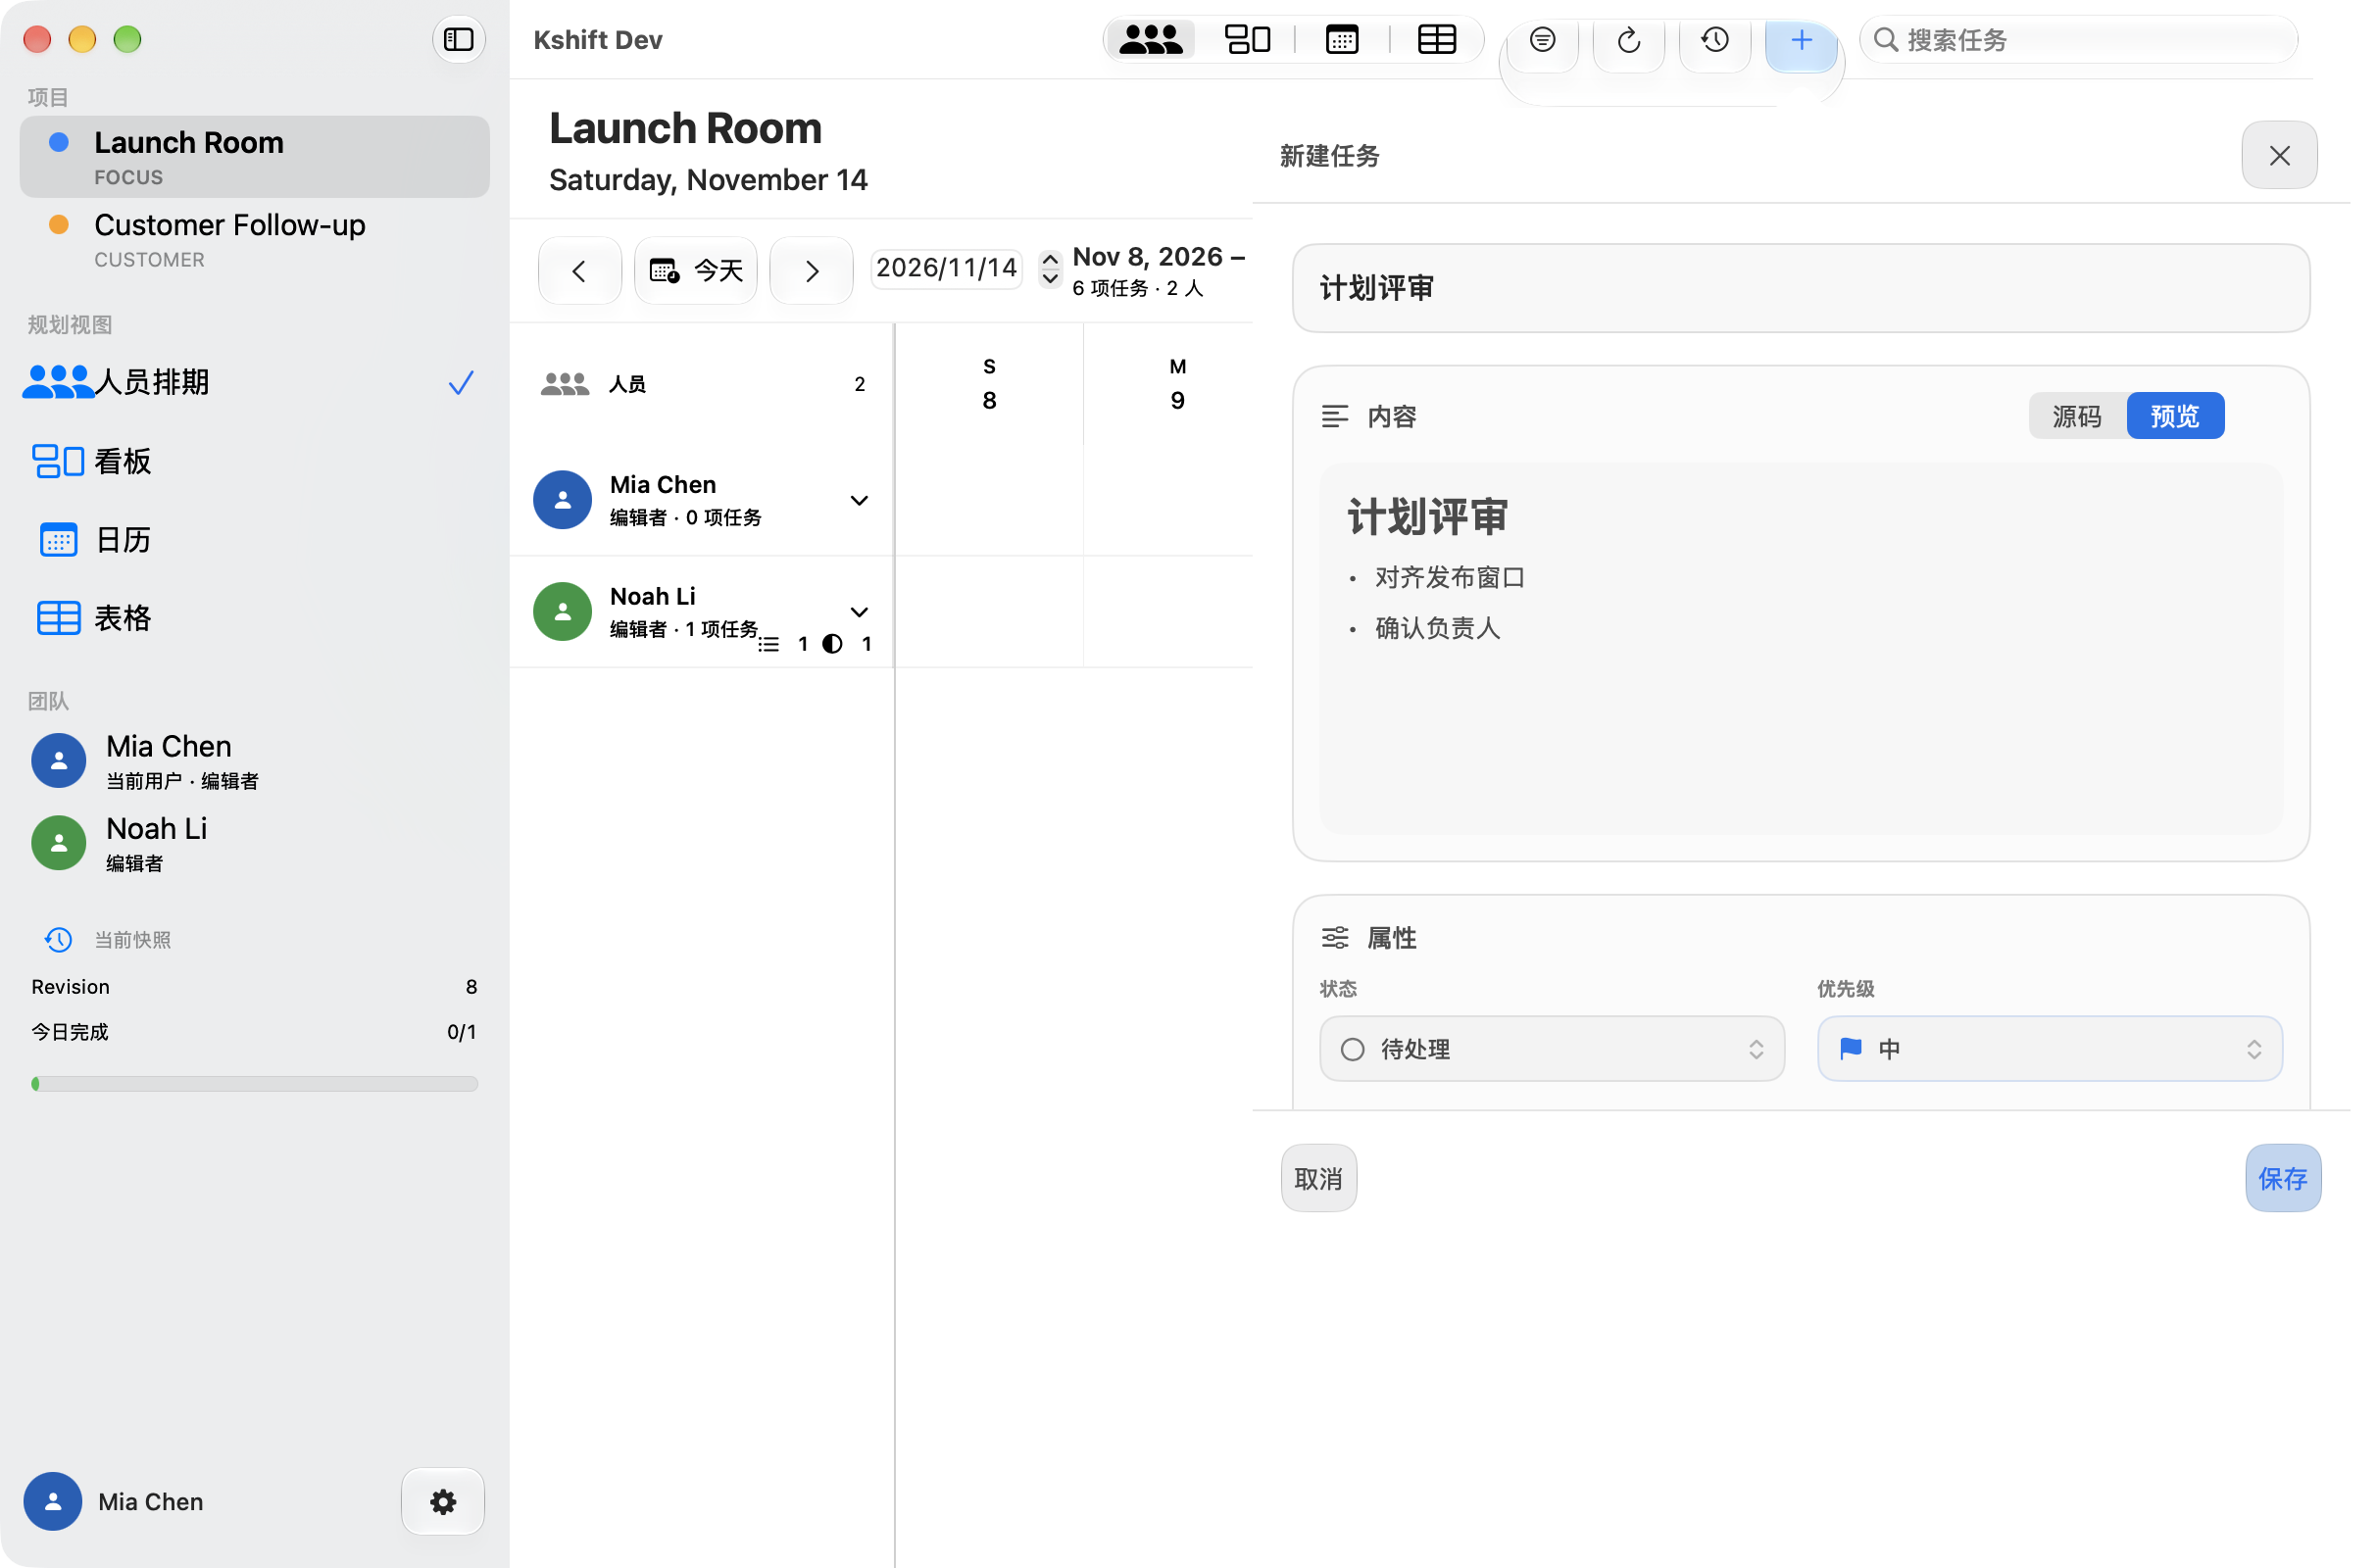 Kshift Dev
搜索任务
项目
Launch Room
FOCUS
Customer Follow-up
CUSTOMER
规划视图
人员排期
看板
日历
表格
团队
Mia Chen
当前用户 · 编辑者
Noah Li
编辑者
当前快照
Revision 8
今日完成 0/1
Mia Chen
Launch Room
Saturday, November 14
今天
2026/11/14
Nov 8, 2026 –
6 项任务 · 2 人
人员 2
S
8
M
9
Mia Chen
编辑者 · 0 项任务
Noah Li
编辑者 · 1 项任务
1 1
新建任务
计划评审
内容
源码 预览
计划评审
• 对齐发布窗口
• 确认负责人
属性
状态 优先级
待处理 中
取消 保存